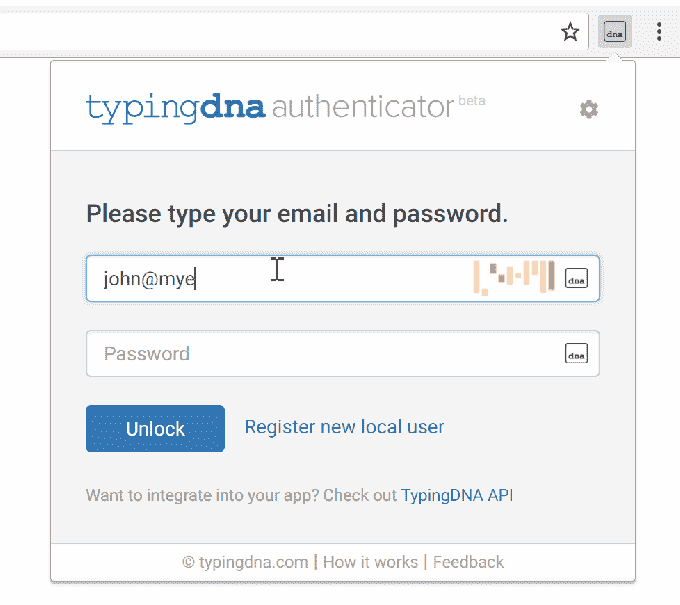 dna
typingdna authenticator beta
Please type your email and password.
john@mye
dna
Password
dna
Unlock
Register new local user
Want to integrate into your app? Check out TypingDNA API
© typingdna.com | How it works | Feedback